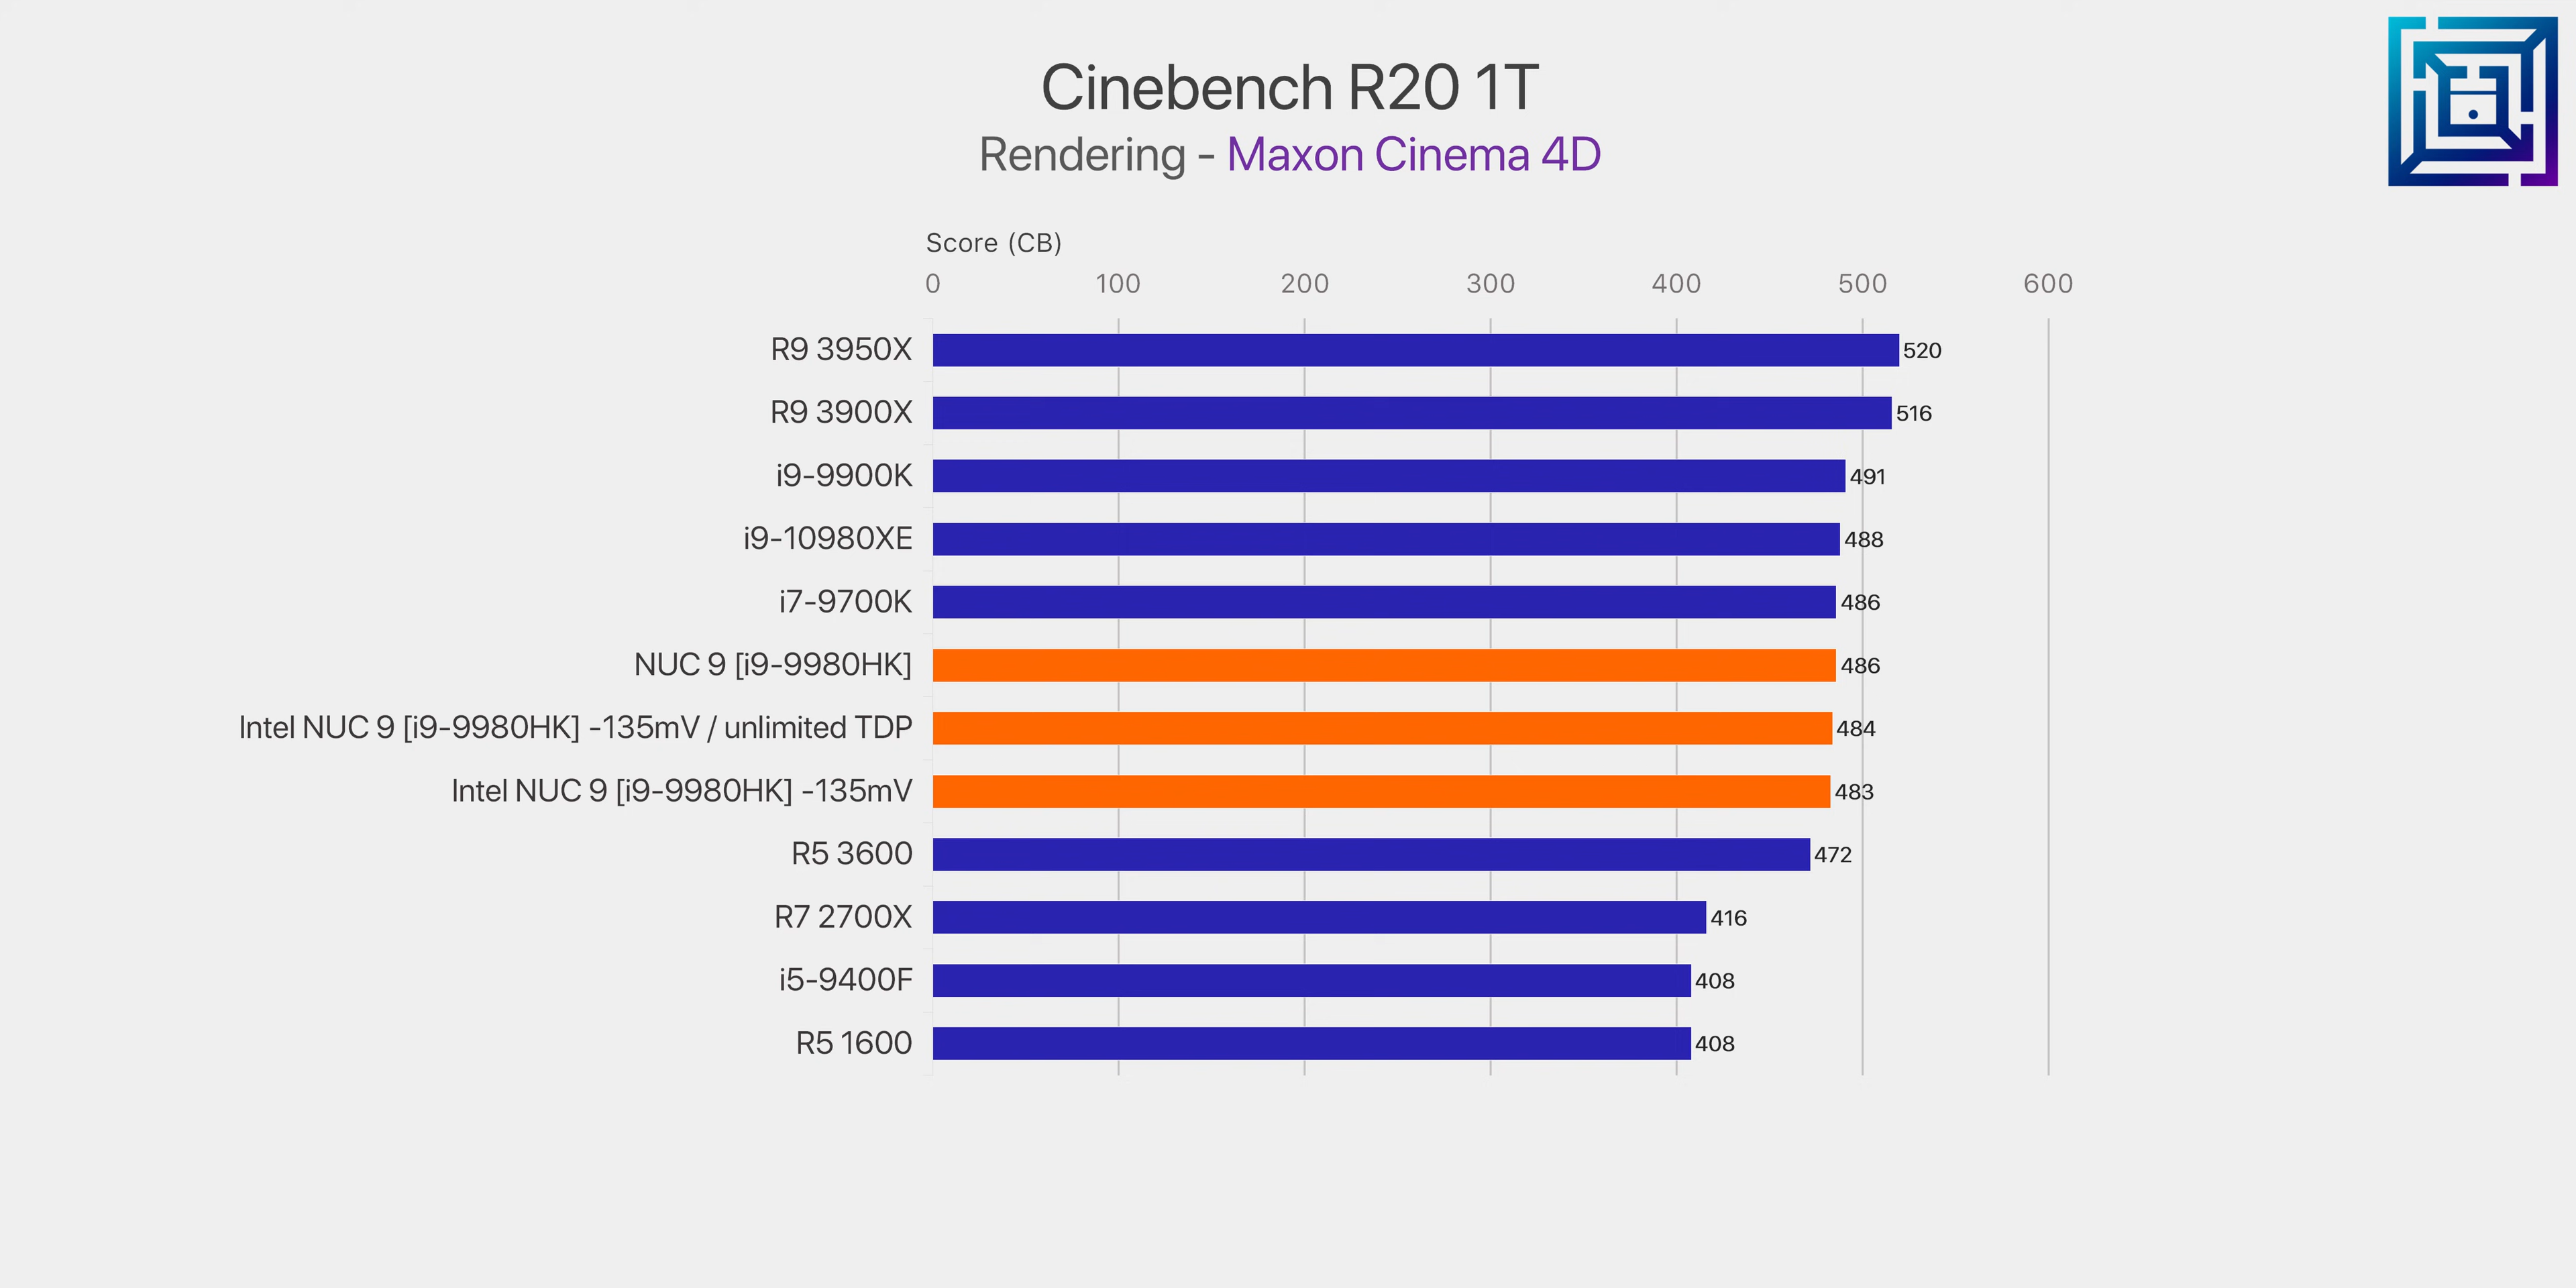 Cinebench R20 1T
Rendering - Maxon Cinema 4D
Score (CB)
0 100 200 300 400 500 600
R9 3950X 520
R9 3900X 516
i9-9900K 491
i9-10980XE 488
i7-9700K 486
NUC 9 [i9-9980HK] 486
Intel NUC 9 [i9-9980HK] -135mV / unlimited TDP 484
Intel NUC 9 [i9-9980HK] -135mV 483
R5 3600 472
R7 2700X 416
i5-9400F 408
R5 1600 408